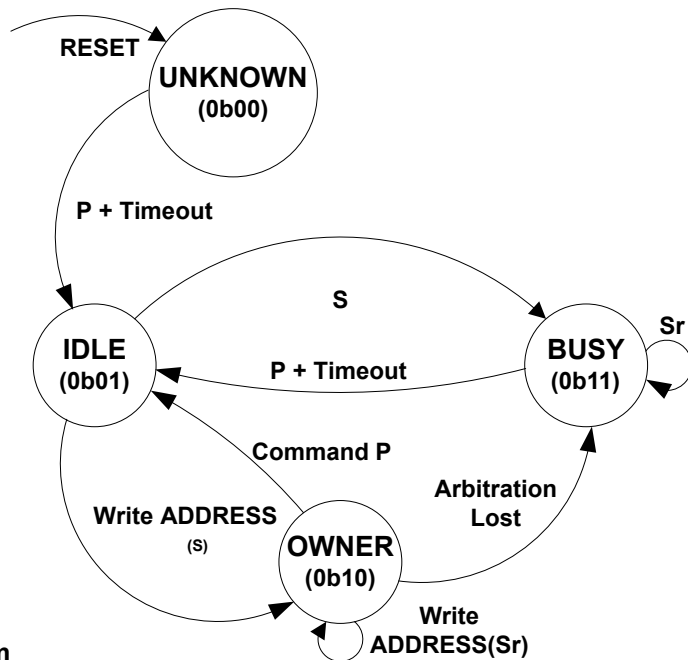 RESET
UNKNOWN
(0b00)
P + Timeout
S
IDLE
(0b01)
BUSY
(0b11)
Sr
P + Timeout
Command P
Write ADDRESS
(S)
Arbitration
Lost
OWNER
(0b10)
Write
ADDRESS(Sr)